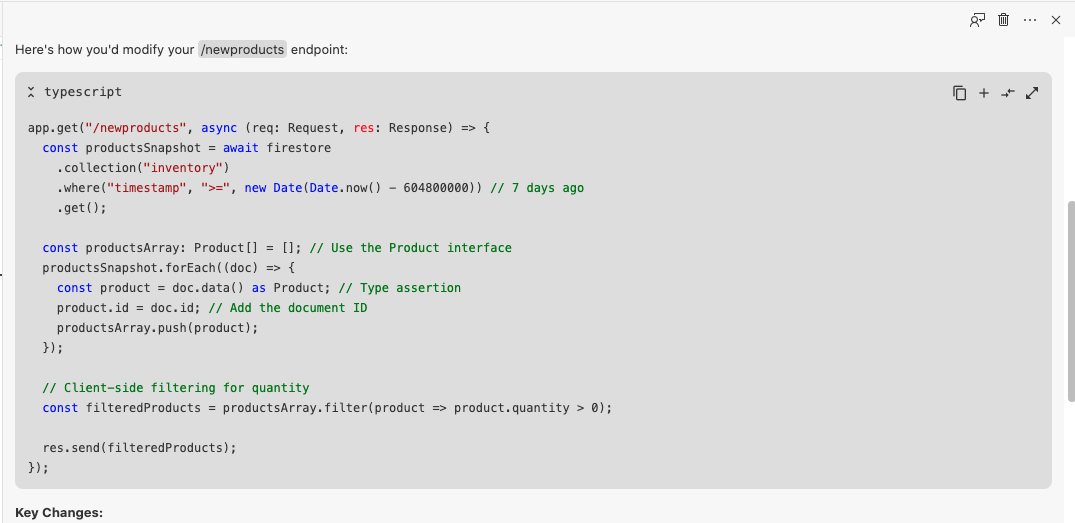 Here's how you'd modify your /newproducts endpoint:
typescript
app.get("/newproducts", async (req: Request, res: Response) => {
  const productsSnapshot = await firestore
    .collection("inventory")
    .where("timestamp", ">=", new Date(Date.now() - 604800000)) // 7 days ago
    .get();

  const productsArray: Product[] = []; // Use the Product interface
  productsSnapshot.forEach((doc) => {
    const product = doc.data() as Product; // Type assertion
    product.id = doc.id; // Add the document ID
    productsArray.push(product);
  });

  // Client-side filtering for quantity
  const filteredProducts = productsArray.filter(product => product.quantity > 0);

  res.send(filteredProducts);
});
Key Changes: